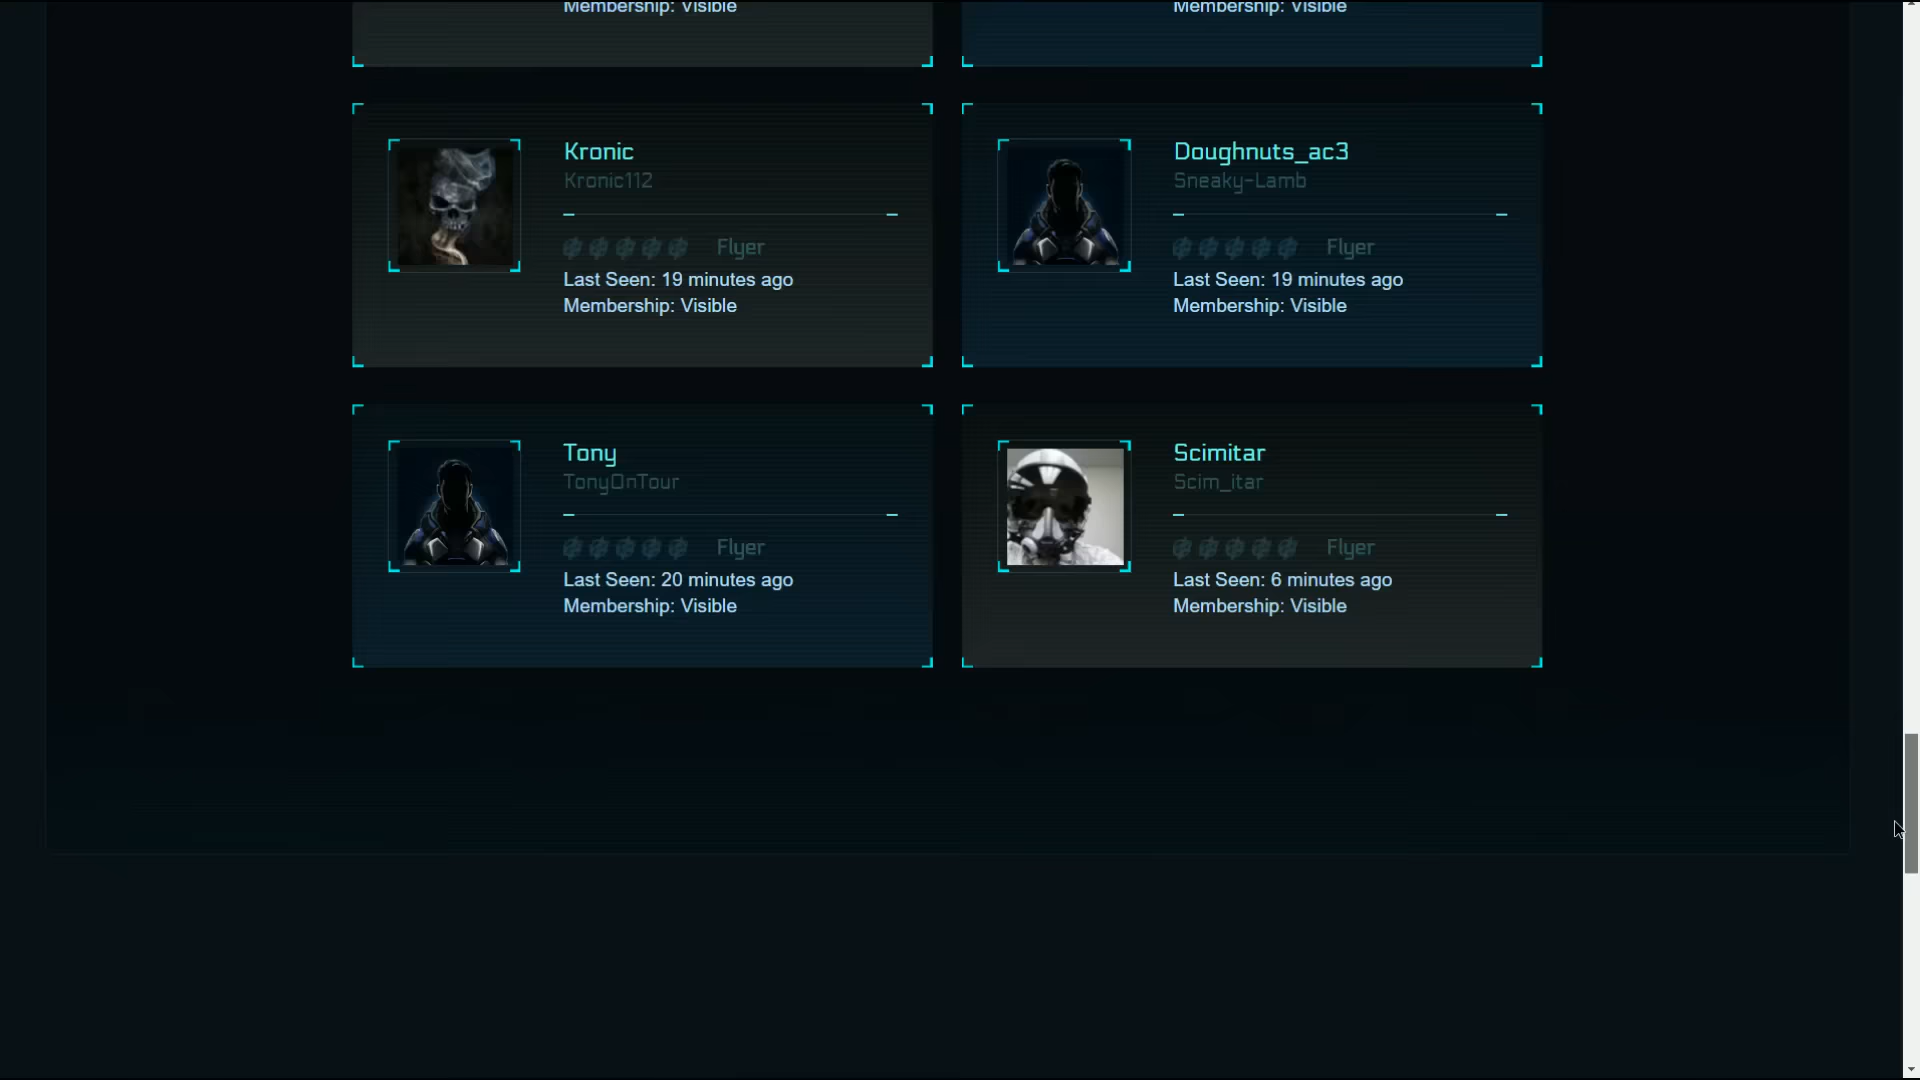 Membership: Visible
Membership: Visible
Kronic
Kronic112
Flyer
Last Seen: 19 minutes ago
Membership: Visible
Doughnuts_ac3
Sneaky-Lamb
Flyer
Last Seen: 19 minutes ago
Membership: Visible
Tony
TonyOnTour
Flyer
Last Seen: 20 minutes ago
Membership: Visible
Scimitar
Scim_itar
Flyer
Last Seen: 6 minutes ago
Membership: Visible